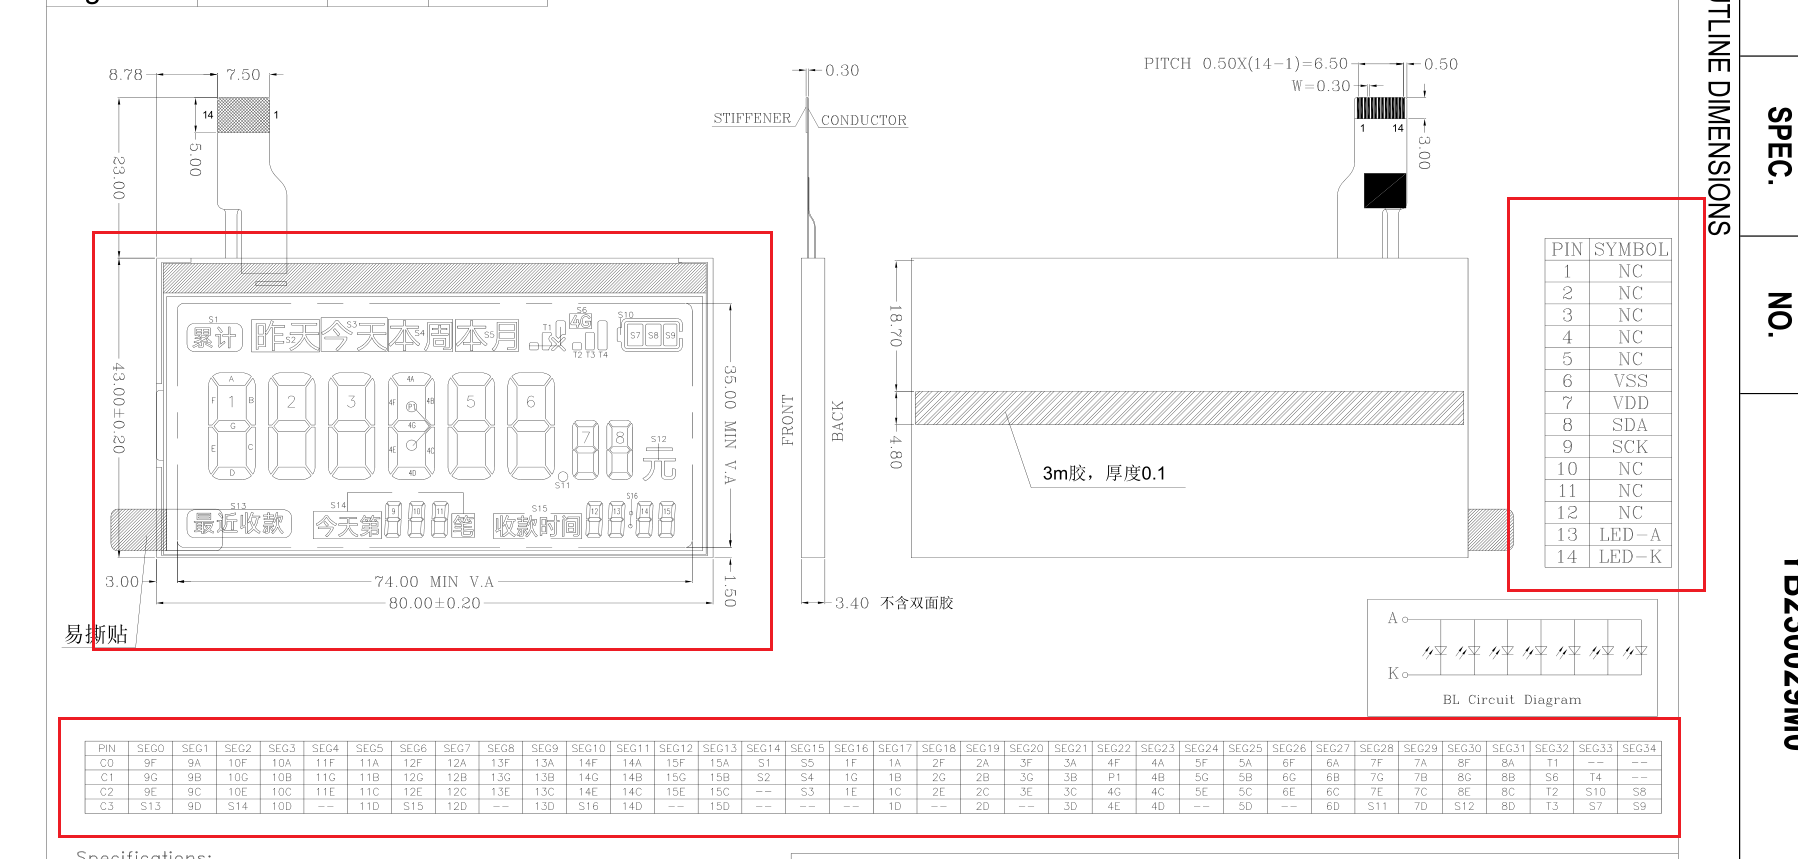 8.78
7.50
14
1
5.00
23.00
0.30
STIFFENER
CONDUCTOR
PITCH 0.50X(14-1)=6.50
0.50
W=0.30
1
14
3.00
OUTLINE DIMENSIONS
SPEC.
NO.
PIN SYMBOL
1 NC
2 NC
3 NC
4 NC
5 NC
6 VSS
7 VDD
8 SDA
9 SCK
10 NC
11 NC
12 NC
13 LED-A
14 LED-K
S1
累计
昨天 今天 本周 本月
S2
S3
S4
S5
T1
S6
4G
T2 T3 T4
S10
S7 S8 S9
A
F 1 B
G
E C
D
2
3
4A
4F P1 4B
4G
4E 4C
4D
5
6
7
8
S11
S12
元
S13
最近收款
S14
今天第
9 10 11
笔
S15
收款时间
12 13
S16
14 15
43.00±0.20
35.00 MIN V.A
3.00
74.00 MIN V.A
80.00±0.20
1.50
易撕贴
FRONT
BACK
3.40 不含双面胶
18.70
4.80
3m胶，厚度0.1
A
K
BL Circuit Diagram
PIN SEG0 SEG1 SEG2 SEG3 SEG4 SEG5 SEG6 SEG7 SEG8 SEG9 SEG10 SEG11 SEG12 SEG13 SEG14 SEG15 SEG16 SEG17 SEG18 SEG19 SEG20 SEG21 SEG22 SEG23 SEG24 SEG25 SEG26 SEG27 SEG28 SEG29 SEG30 SEG31 SEG32 SEG33 SEG34
C0 9F 9A 10F 10A 11F 11A 12F 12A 13F 13A 14F 14A 15F 15A S1 S5 1F 1A 2F 2A 3F 3A 4F 4A 5F 5A 6F 6A 7F 7A 8F 8A T1 -- --
C1 9G 9B 10G 10B 11G 11B 12G 12B 13G 13B 14G 14B 15G 15B S2 S4 1G 1B 2G 2B 3G 3B P1 4B 5G 5B 6G 6B 7G 7B 8G 8B S6 T4 --
C2 9E 9C 10E 10C 11E 11C 12E 12C 13E 13C 14E 14C 15E 15C -- S3 1E 1C 2E 2C 3E 3C 4G 4C 5E 5C 6E 6C 7E 7C 8E 8C T2 S10 S8
C3 S13 9D S14 10D -- 11D S15 12D -- 13D S16 14D -- 15D -- -- -- 1D -- 2D -- 3D 4E 4D -- 5D -- 6D S11 7D S12 8D T3 S7 S9
Specifications: